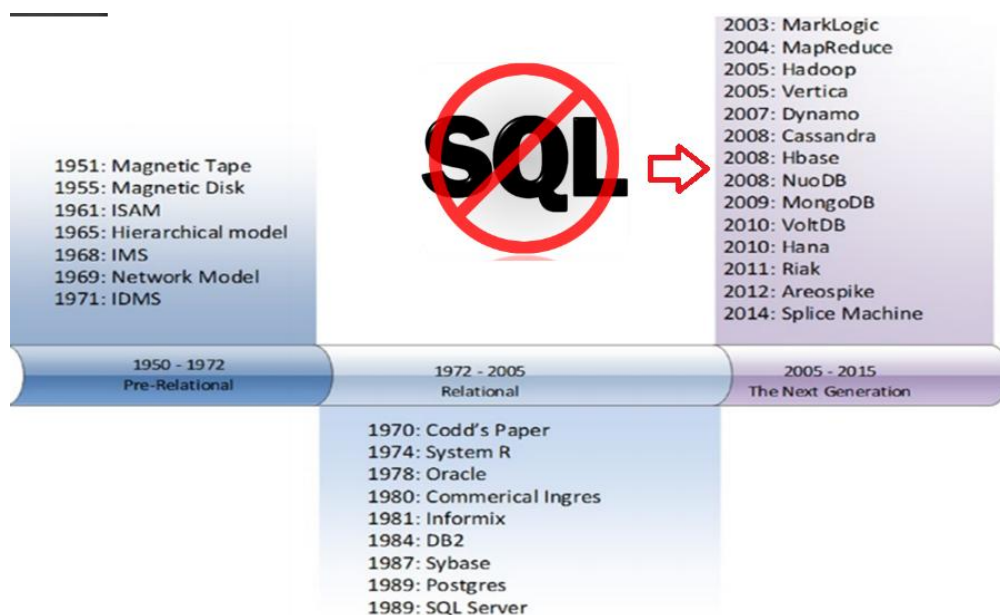 1951: Magnetic Tape
1955: Magnetic Disk
1961: ISAM
1965: Hierarchical model
1968: IMS
1969: Network Model
1971: IDMS
SQL
2003: MarkLogic
2004: MapReduce
2005: Hadoop
2005: Vertica
2007: Dynamo
2008: Cassandra
2008: Hbase
2008: NuoDB
2009: MongoDB
2010: VoltDB
2010: Hana
2011: Riak
2012: Areospike
2014: Splice Machine
1950 - 1972
Pre-Relational
1972 - 2005
Relational
2005 - 2015
The Next Generation
1970: Codd's Paper
1974: System R
1978: Oracle
1980: Commerical Ingres
1981: Informix
1984: DB2
1987: Sybase
1989: Postgres
1989: SQL Server